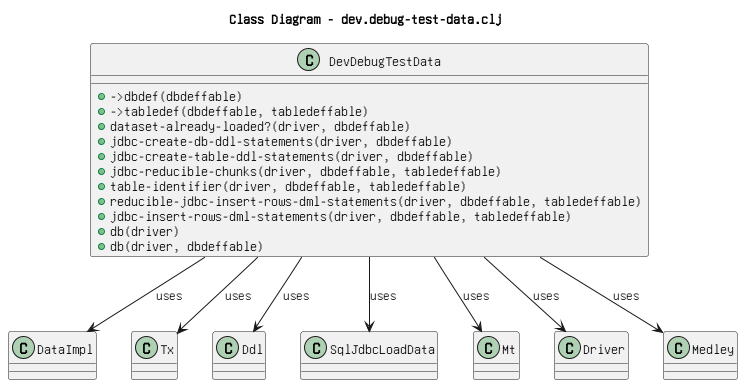 Class Diagram - dev.debug-test-data.clj
C DevDebugTestData
->dbdef(dbdeffable)
->tabledef(dbdeffable, tabledeffable)
dataset-already-loaded?(driver, dbdeffable)
jdbc-create-db-ddl-statements(driver, dbdeffable)
jdbc-create-table-ddl-statements(driver, dbdeffable)
jdbc-reducible-chunks(driver, dbdeffable, tabledeffable)
table-identifier(driver, dbdeffable, tabledeffable)
reducible-jdbc-insert-rows-dml-statements(driver, dbdeffable, tabledeffable)
jdbc-insert-rows-dml-statements(driver, dbdeffable, tabledeffable)
db(driver)
db(driver, dbdeffable)
uses uses uses uses uses uses uses
C DataImpl C Tx C Ddl C SqlJdbcLoadData C Mt C Driver C Medley